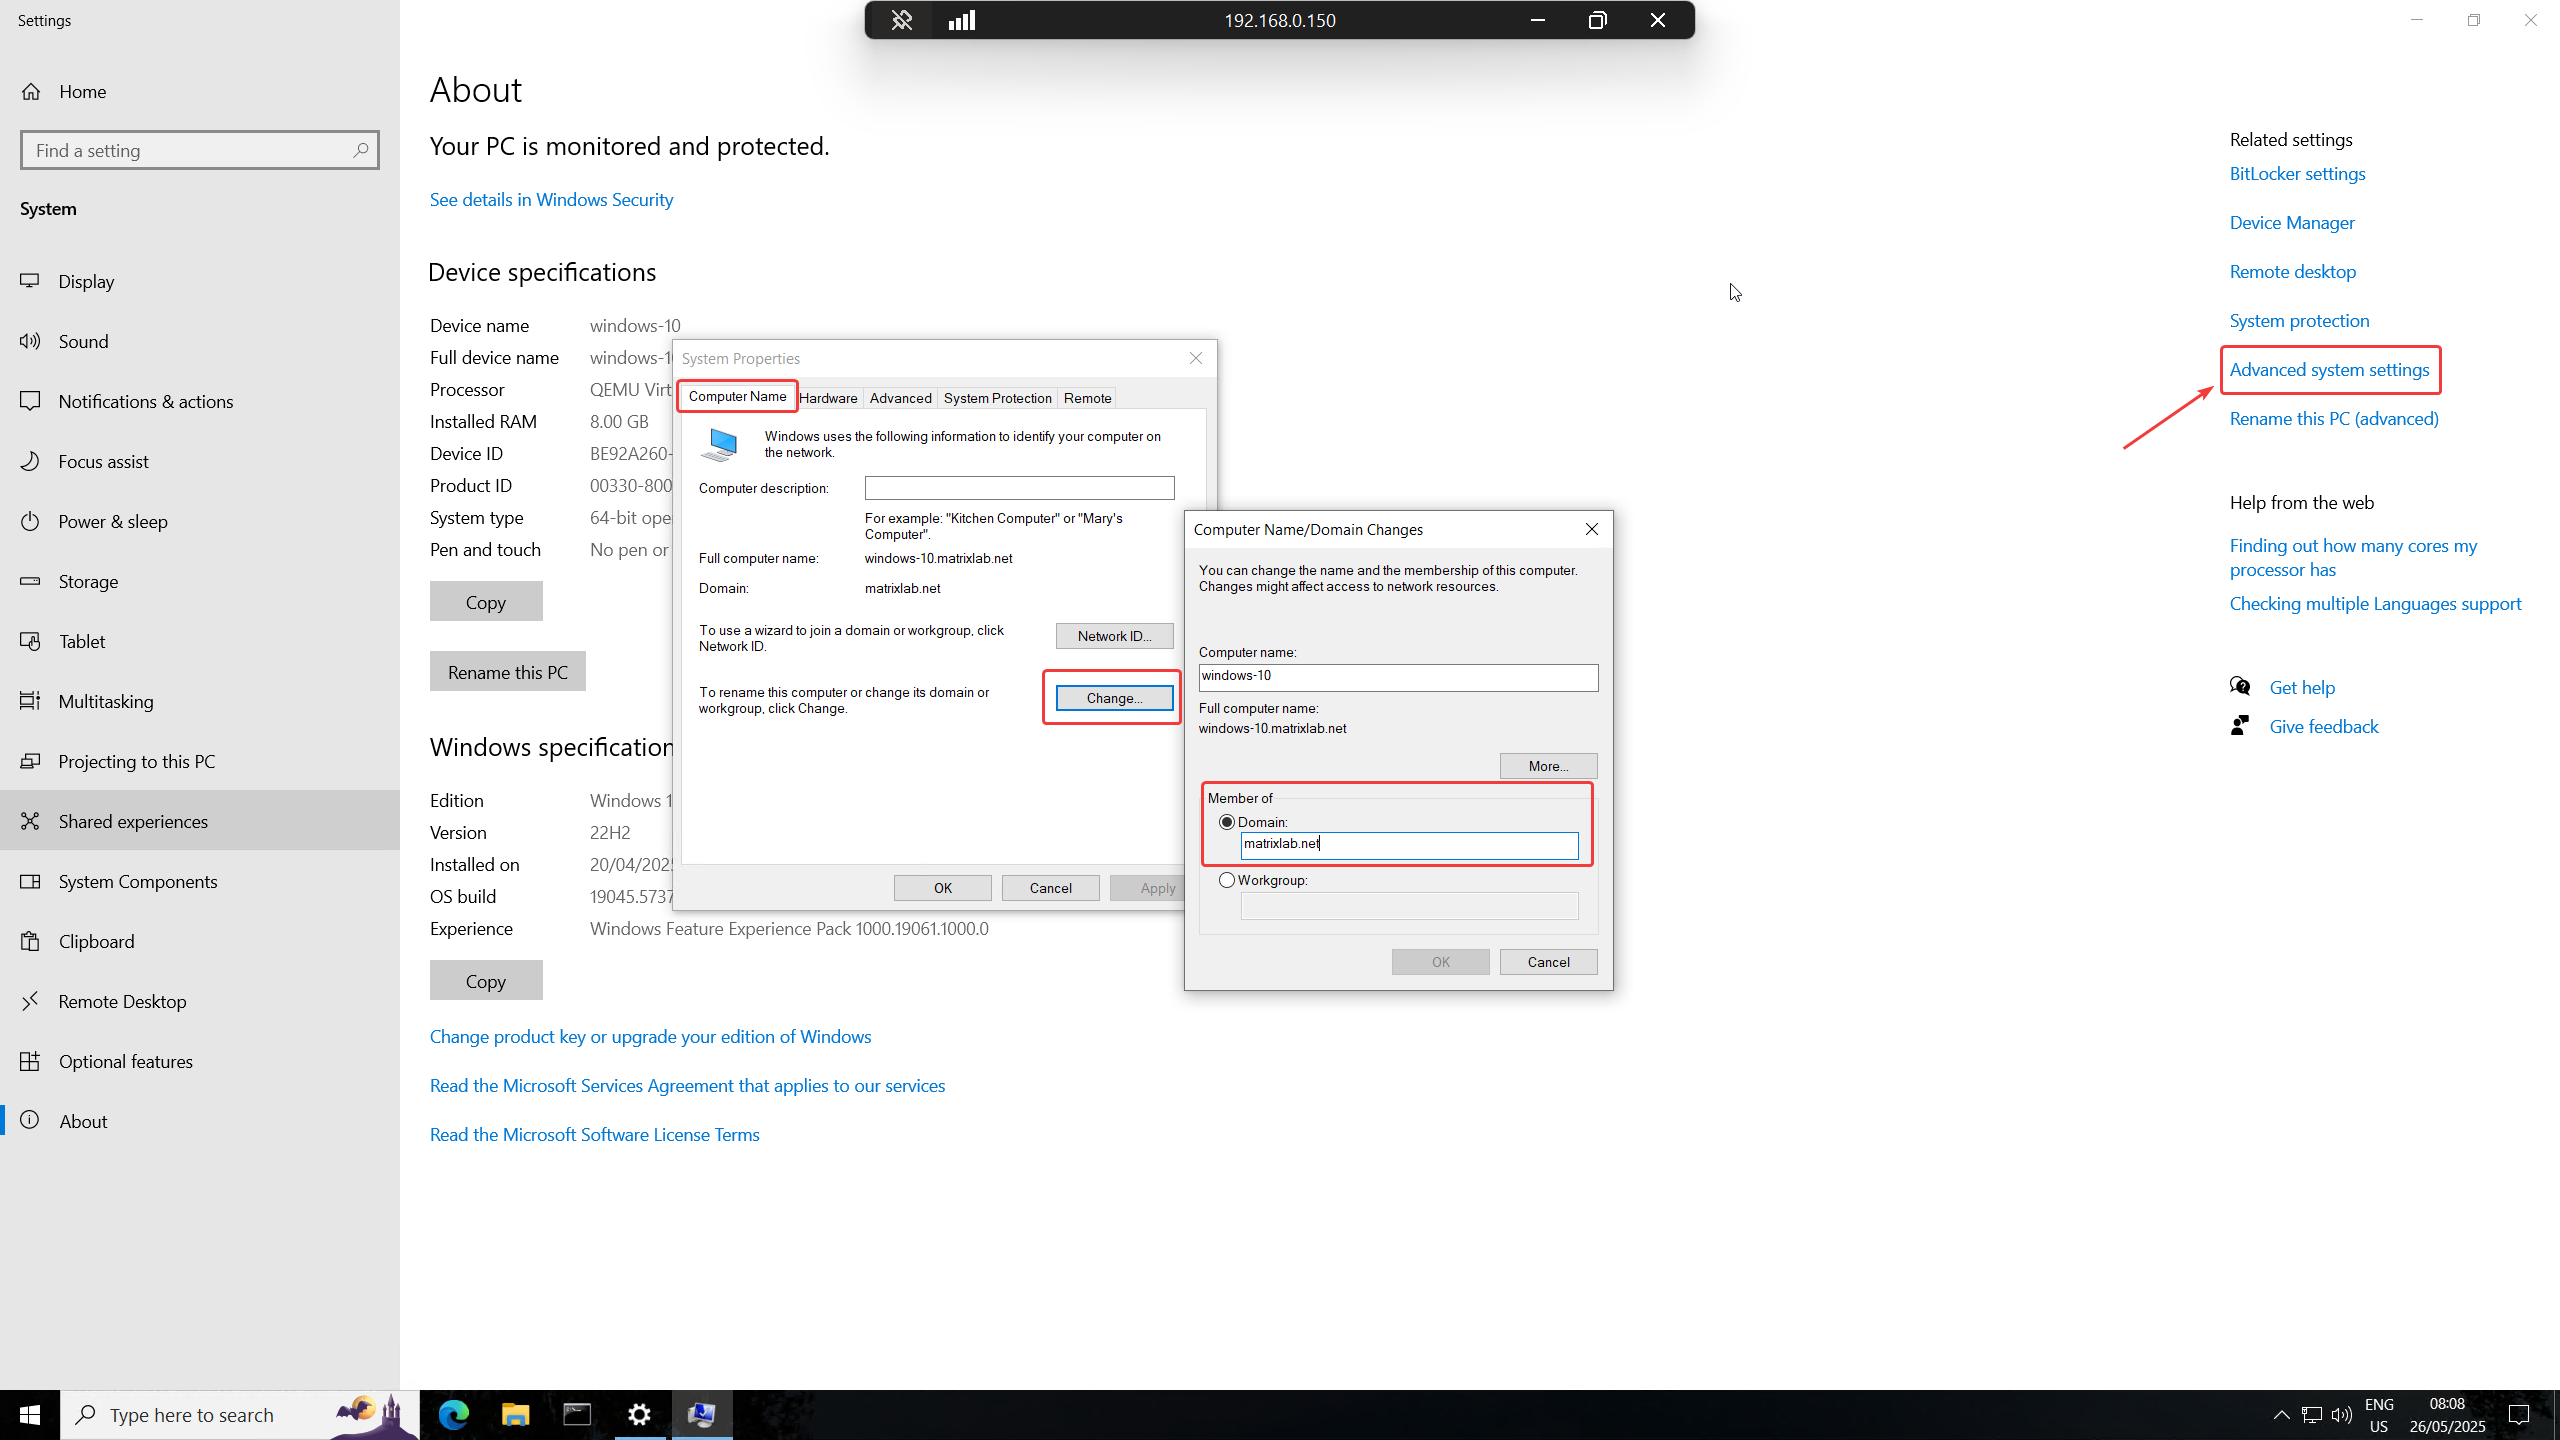 Settings
192.168.0.150
Home
Find a setting
System
Display
Sound
Notifications & actions
Focus assist
Power & sleep
Storage
Tablet
Multitasking
Projecting to this PC
Shared experiences
System Components
Clipboard
Remote Desktop
Optional features
About
About
Your PC is monitored and protected.
See details in Windows Security
Device specifications
Device name windows-10
Full device name windows-1
Processor QEMU Virt
Installed RAM 8.00 GB
Device ID BE92A260-
Product ID 00330-800
System type 64-bit ope
Pen and touch No pen or
Copy
Rename this PC
Windows specification
Edition Windows 1
Version 22H2
Installed on 20/04/202
OS build 19045.5737
Experience Windows Feature Experience Pack 1000.19061.1000.0
Copy
Change product key or upgrade your edition of Windows
Read the Microsoft Services Agreement that applies to our services
Read the Microsoft Software License Terms
System Properties
Computer Name Hardware Advanced System Protection Remote
Windows uses the following information to identify your computer on
the network.
Computer description:
For example: "Kitchen Computer" or "Mary's
Computer".
Full computer name: windows-10.matrixlab.net
Domain: matrixlab.net
To use a wizard to join a domain or workgroup, click
Network ID.
Network ID...
To rename this computer or change its domain or
workgroup, click Change.
Change...
OK Cancel Apply
Computer Name/Domain Changes
You can change the name and the membership of this computer.
Changes might affect access to network resources.
Computer name:
windows-10
Full computer name:
windows-10.matrixlab.net
More...
Member of
Domain:
matrixlab.net
Workgroup:
OK Cancel
Related settings
BitLocker settings
Device Manager
Remote desktop
System protection
Advanced system settings
Rename this PC (advanced)
Help from the web
Finding out how many cores my
processor has
Checking multiple Languages support
Get help
Give feedback
Type here to search
ENG
US
08:08
26/05/2025